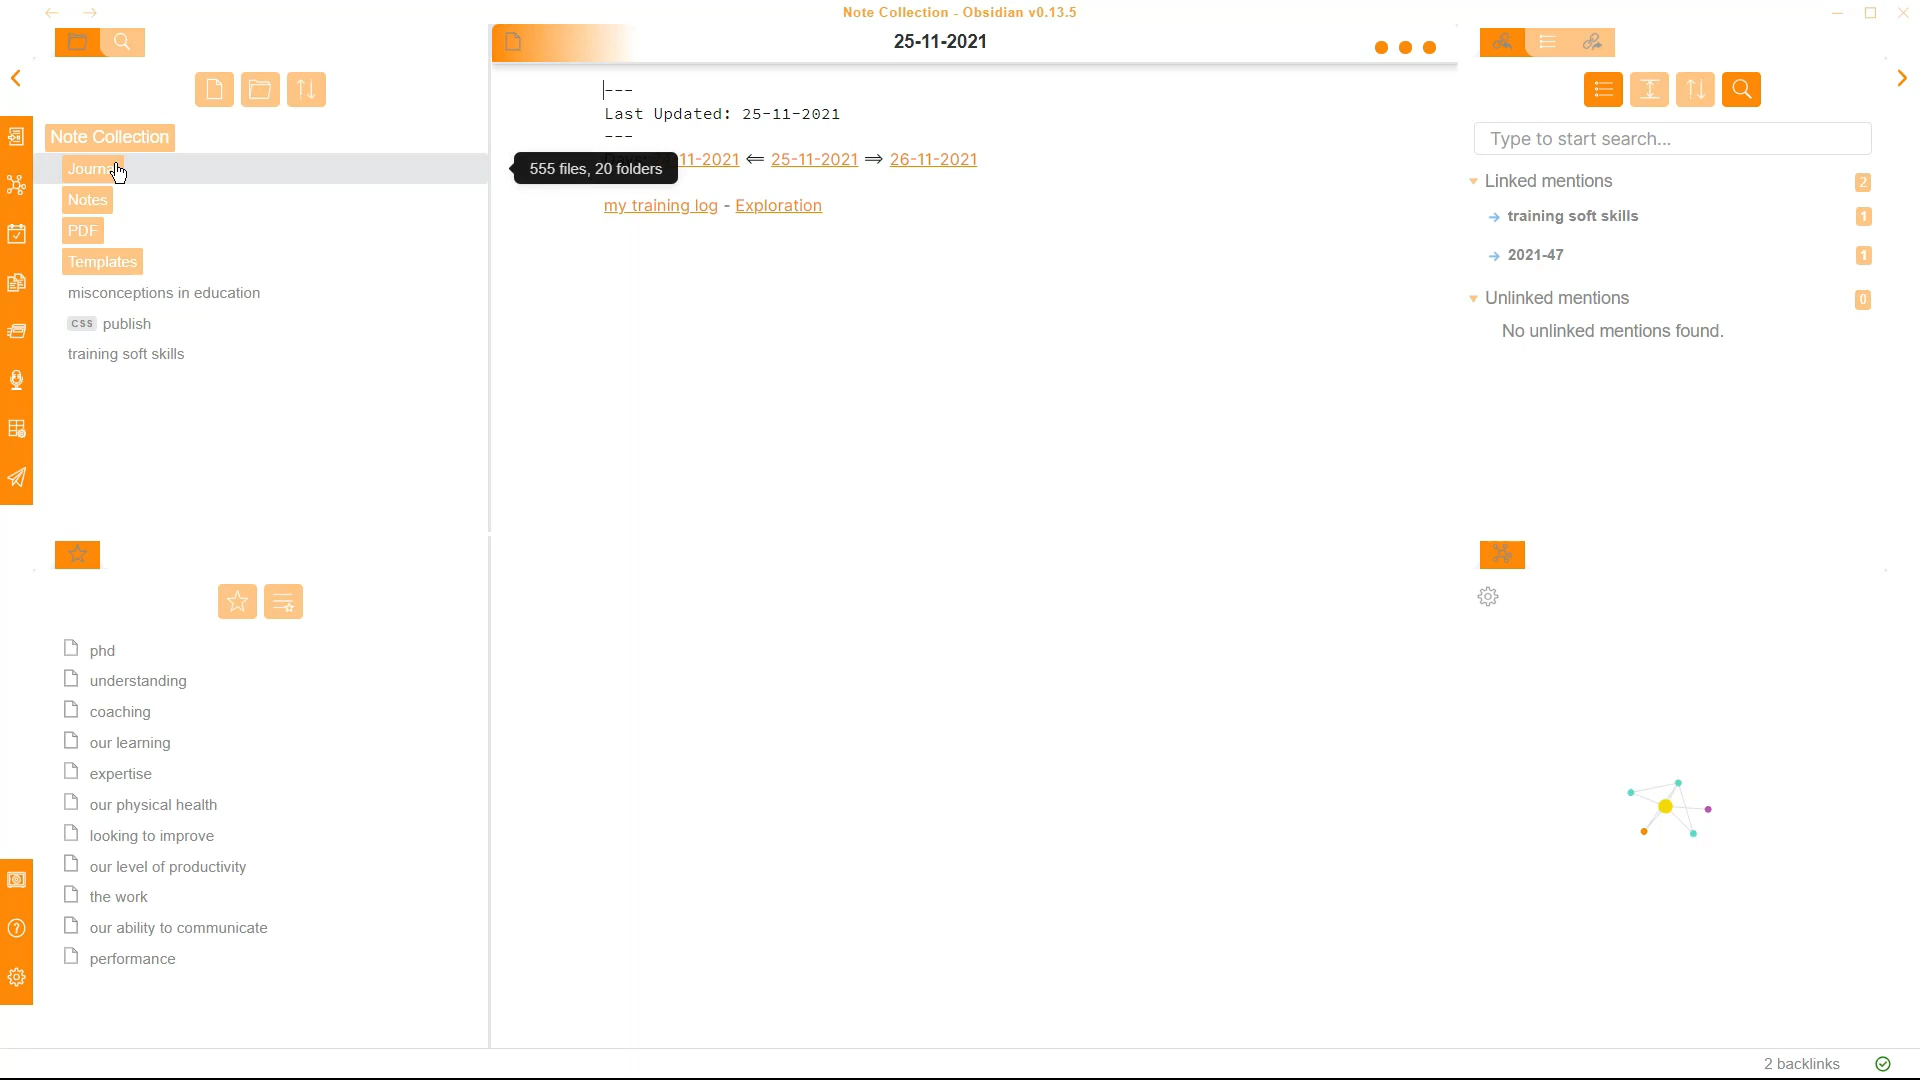 Note Collection - Obsidian v0.13.5
25-11-2021
Note Collection
Journ
Notes
PDF
Templates
misconceptions in education
CSS publish
training soft skills
---
Last Updated: 25-11-2021
---
11-2021 ⟸ 25-11-2021 ⟹ 26-11-2021
555 files, 20 folders
my training log - Exploration
Type to start search...
Linked mentions 2
training soft skills 1
2021-47 1
Unlinked mentions 0
No unlinked mentions found.
phd
understanding
coaching
our learning
expertise
our physical health
looking to improve
our level of productivity
the work
our ability to communicate
performance
2 backlinks